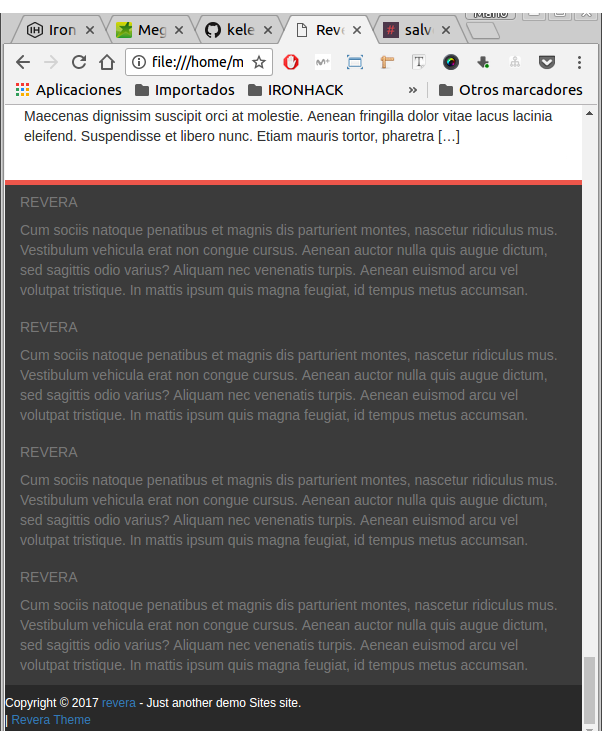 Mario
Iron
Meg
kele
Reve
salv
file:///home/m
Aplicaciones
Importados
IRONHACK
»
Otros marcadores
Maecenas dignissim suscipit orci at molestie. Aenean fringilla dolor vitae lacus lacinia
eleifend. Suspendisse et libero nunc. Etiam mauris tortor, pharetra […]
REVERA
Cum sociis natoque penatibus et magnis dis parturient montes, nascetur ridiculus mus.
Vestibulum vehicula erat non congue cursus. Aenean auctor nulla quis augue dictum,
sed sagittis odio varius? Aliquam nec venenatis turpis. Aenean euismod arcu vel
volutpat tristique. In mattis ipsum quis magna feugiat, id tempus metus accumsan.
REVERA
Cum sociis natoque penatibus et magnis dis parturient montes, nascetur ridiculus mus.
Vestibulum vehicula erat non congue cursus. Aenean auctor nulla quis augue dictum,
sed sagittis odio varius? Aliquam nec venenatis turpis. Aenean euismod arcu vel
volutpat tristique. In mattis ipsum quis magna feugiat, id tempus metus accumsan.
REVERA
Cum sociis natoque penatibus et magnis dis parturient montes, nascetur ridiculus mus.
Vestibulum vehicula erat non congue cursus. Aenean auctor nulla quis augue dictum,
sed sagittis odio varius? Aliquam nec venenatis turpis. Aenean euismod arcu vel
volutpat tristique. In mattis ipsum quis magna feugiat, id tempus metus accumsan.
REVERA
Cum sociis natoque penatibus et magnis dis parturient montes, nascetur ridiculus mus.
Vestibulum vehicula erat non congue cursus. Aenean auctor nulla quis augue dictum,
sed sagittis odio varius? Aliquam nec venenatis turpis. Aenean euismod arcu vel
volutpat tristique. In mattis ipsum quis magna feugiat, id tempus metus accumsan.
Copyright © 2017 revera - Just another demo Sites site.
| Revera Theme